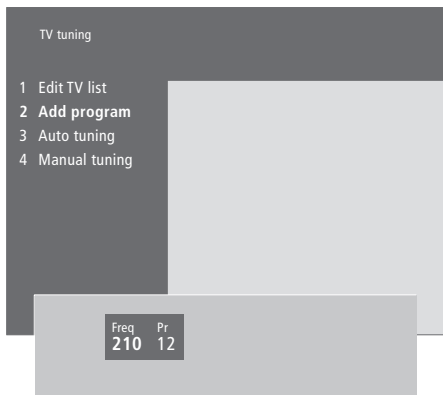 TV tuning
1 Edit TV list
2 Add program
3 Auto tuning
4 Manual tuning
Freq Pr
210 12